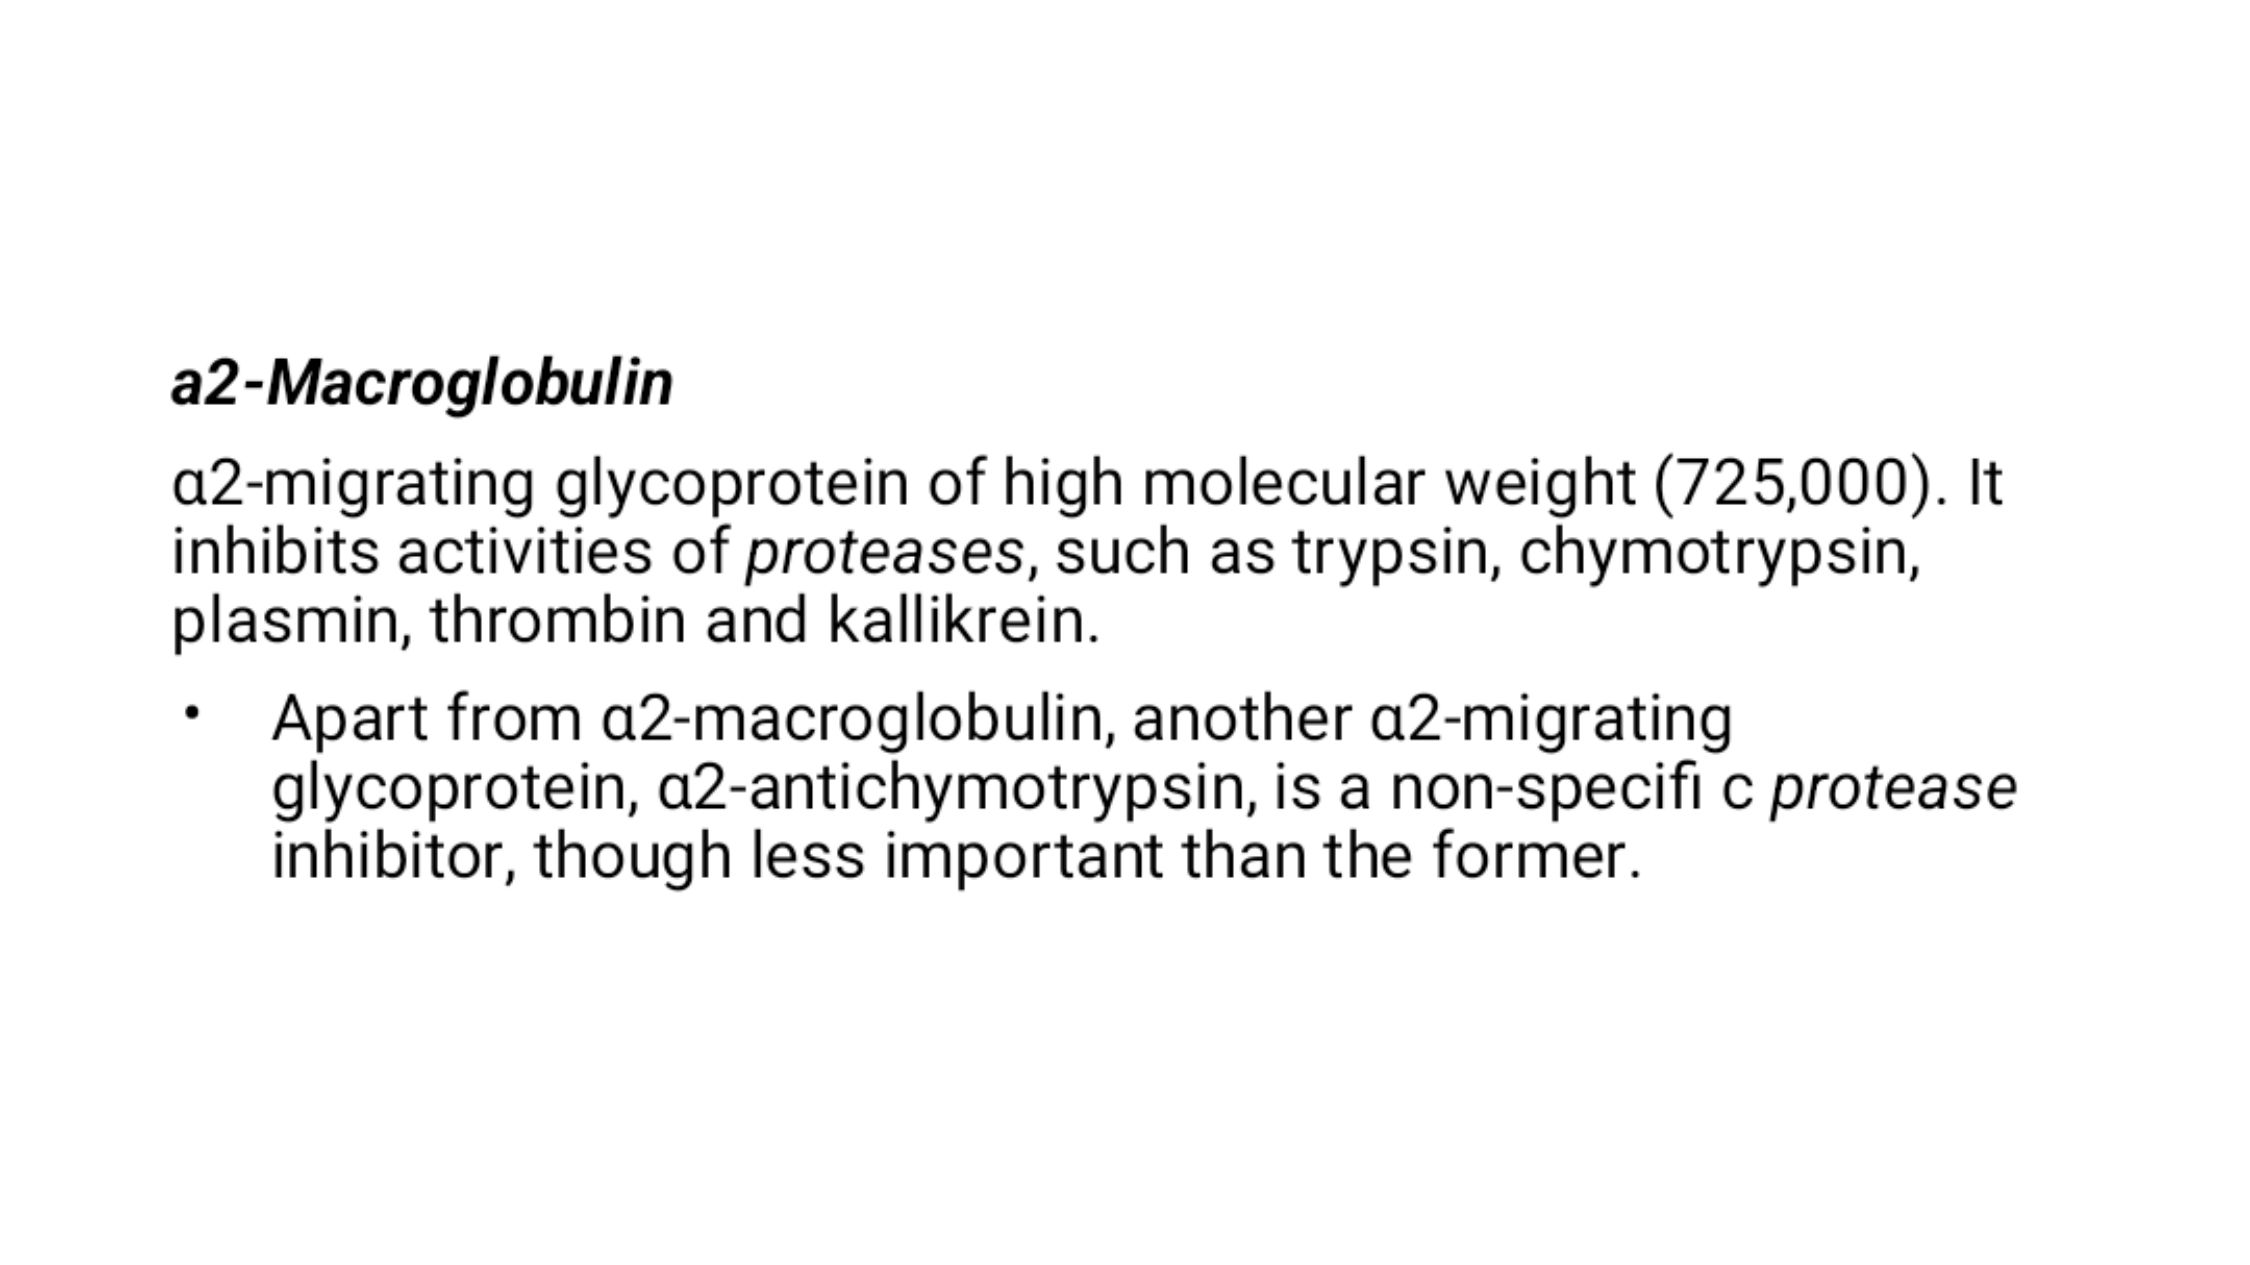 a2-Macroglobulin
α2-migrating glycoprotein of high molecular weight (725,000). It
inhibits activities of proteases, such as trypsin, chymotrypsin,
plasmin, thrombin and kallikrein.
• Apart from α2-macroglobulin, another α2-migrating
glycoprotein, α2-antichymotrypsin, is a non-specifi c protease
inhibitor, though less important than the former.